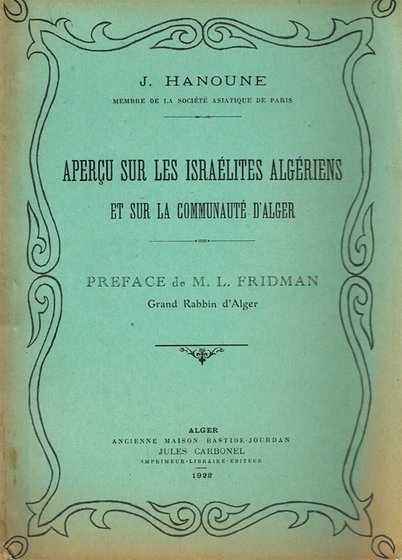 J. HANOUNE
MEMBRE DE LA SOCIÉTÉ ASIATIQUE DE PARIS
APERÇU SUR LES ISRAÉLITES ALGÉRIENS
ET SUR LA COMMUNAUTÉ D'ALGER
PREFACE de M. L. FRIDMAN
Grand Rabbin d'Alger
ALGER
ANCIENNE MAISON BASTIDE-JOURDAN
JULES CARBONEL
IMPRIMEUR-LIBRAIRE-ÉDITEUR
1922